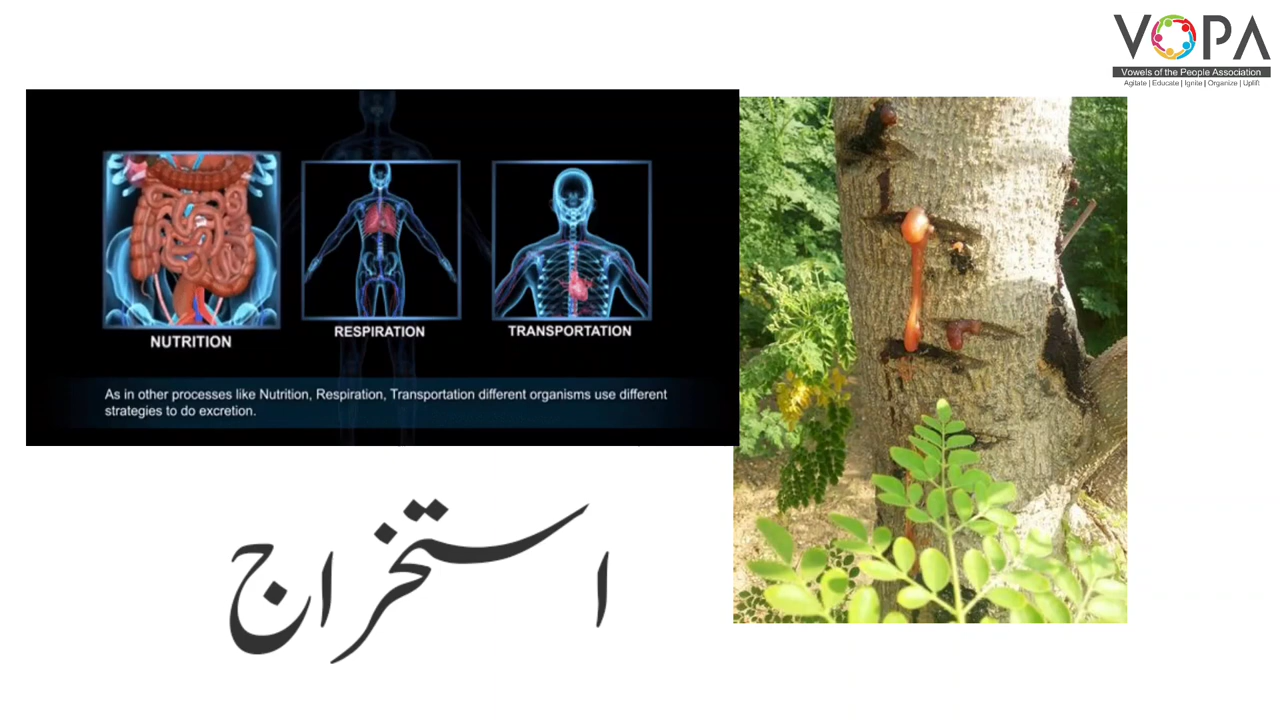 VOPA
Vowels of the People Association
Agitate | Educate | Ignite | Organize | Uplift
NUTRITION
RESPIRATION
TRANSPORTATION
As in other processes like Nutrition, Respiration, Transportation different organisms use different
strategies to do excretion.
استخراج